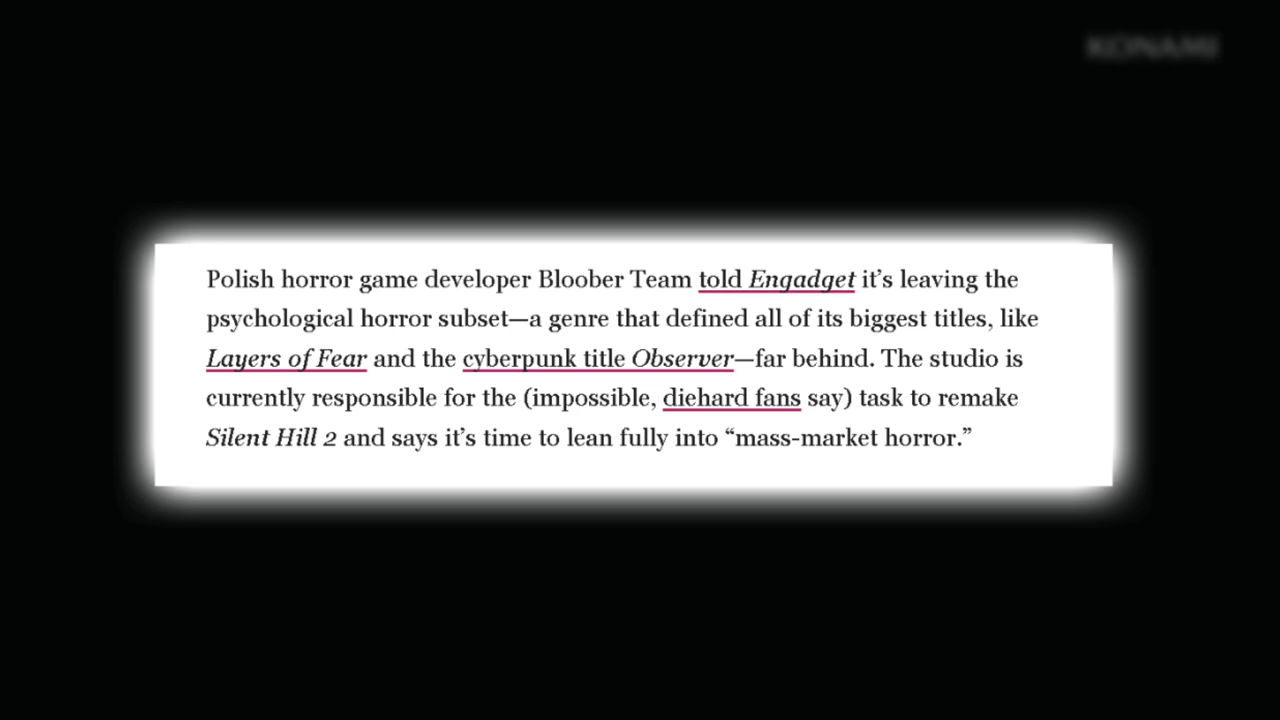 KONAMI
Polish horror game developer Bloober Team told Engadget it’s leaving the
psychological horror subset—a genre that defined all of its biggest titles, like
Layers of Fear and the cyberpunk title Observer—far behind. The studio is
currently responsible for the (impossible, diehard fans say) task to remake
Silent Hill 2 and says it’s time to lean fully into “mass-market horror.”